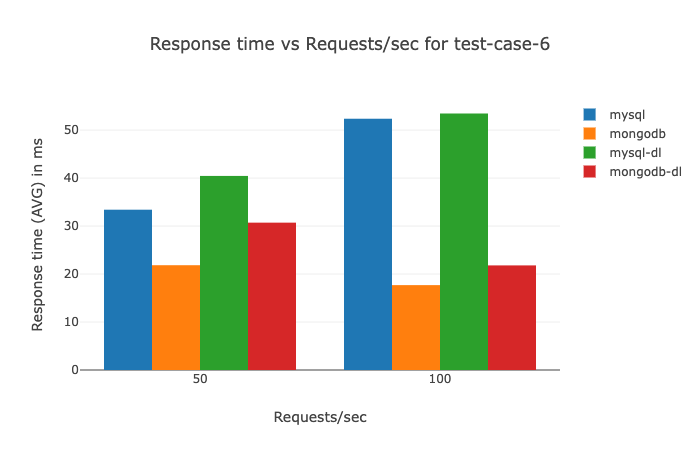 Response time vs Requests/sec for test-case-6
mysql
mongodb
mysql-dl
mongodb-dl
Response time (AVG) in ms
50
40
30
20
10
0
50
100
Requests/sec